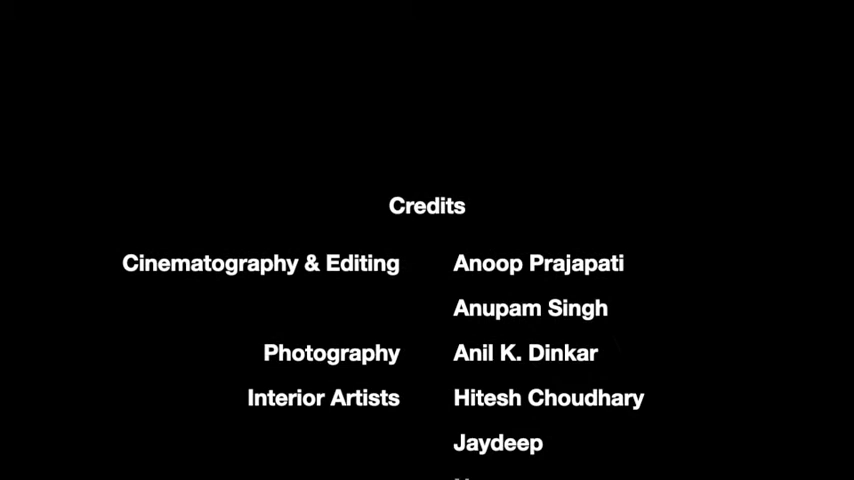 Credits
Cinematography & Editing Anoop Prajapati
Anupam Singh
Photography Anil K. Dinkar
Interior Artists Hitesh Choudhary
Jaydeep